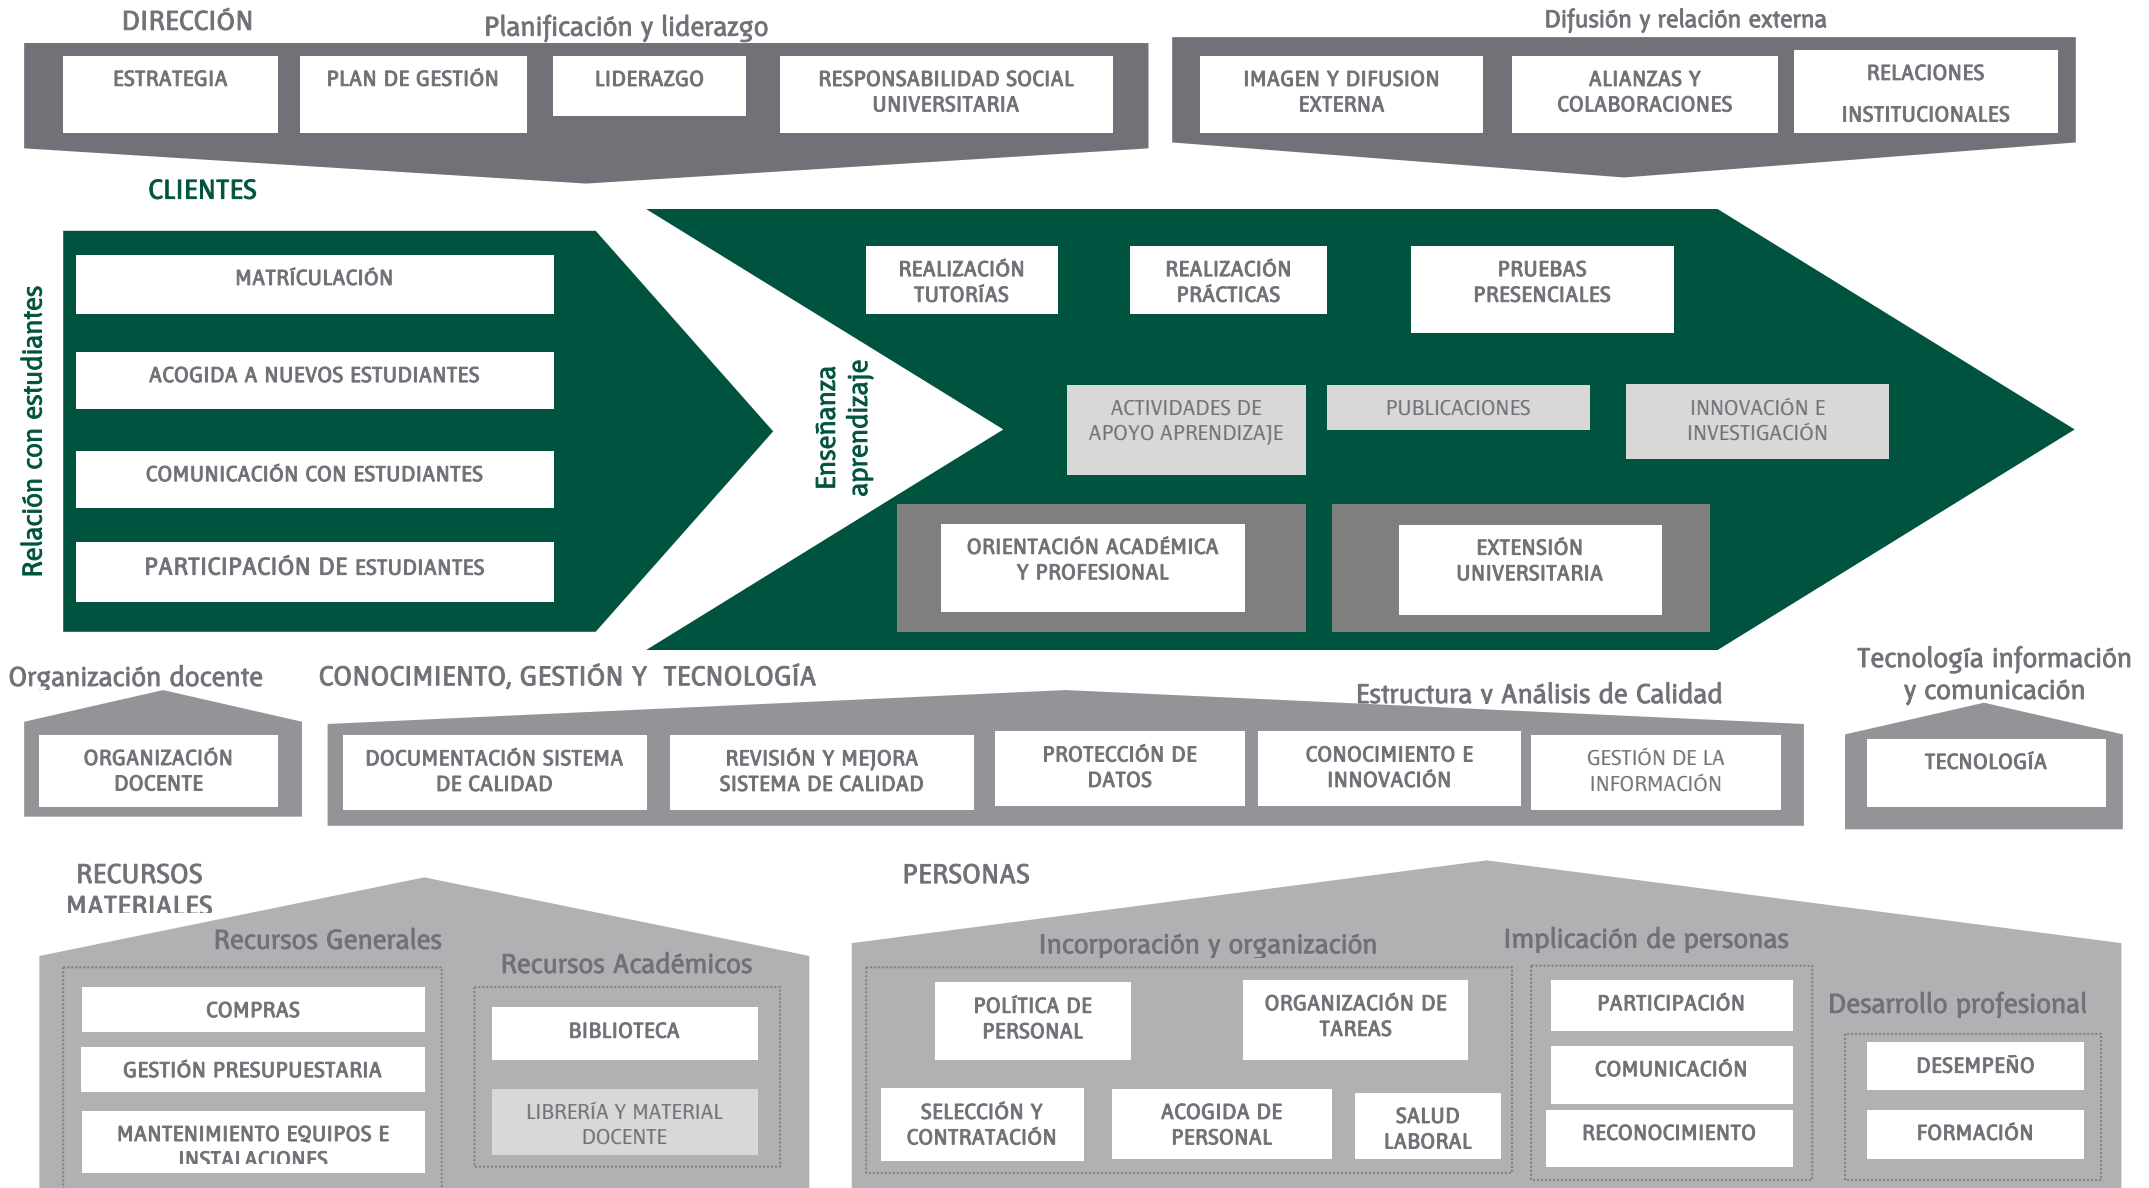 DIRECCIÓN
Planificación y liderazgo
Difusión y relación externa
ESTRATEGIA
PLAN DE GESTIÓN
LIDERAZGO
RESPONSABILIDAD SOCIAL
UNIVERSITARIA
IMAGEN Y DIFUSION
EXTERNA
ALIANZAS Y
COLABORACIONES
RELACIONES
INSTITUCIONALES
CLIENTES
Relación con estudiantes
MATRÍCULACIÓN
ACOGIDA A NUEVOS ESTUDIANTES
COMUNICACIÓN CON ESTUDIANTES
PARTICIPACIÓN DE ESTUDIANTES
Enseñanza
aprendizaje
REALIZACIÓN
TUTORÍAS
REALIZACIÓN
PRÁCTICAS
PRUEBAS
PRESENCIALES
ACTIVIDADES DE
APOYO APRENDIZAJE
PUBLICACIONES
INNOVACIÓN E
INVESTIGACIÓN
ORIENTACIÓN ACADÉMICA
Y PROFESIONAL
EXTENSIÓN
UNIVERSITARIA
Organización docente
CONOCIMIENTO, GESTIÓN Y TECNOLOGÍA
Estructura y Análisis de Calidad
Tecnología información
y comunicación
ORGANIZACIÓN
DOCENTE
DOCUMENTACIÓN SISTEMA
DE CALIDAD
REVISIÓN Y MEJORA
SISTEMA DE CALIDAD
PROTECCIÓN DE
DATOS
CONOCIMIENTO E
INNOVACIÓN
GESTIÓN DE LA
INFORMACIÓN
TECNOLOGÍA
RECURSOS
MATERIALES
Recursos Generales
COMPRAS
GESTIÓN PRESUPUESTARIA
MANTENIMIENTO EQUIPOS E
INSTALACIONES
Recursos Académicos
BIBLIOTECA
LIBRERÍA Y MATERIAL
DOCENTE
PERSONAS
Incorporación y organización
POLÍTICA DE
PERSONAL
ORGANIZACIÓN DE
TAREAS
SELECCIÓN Y
CONTRATACIÓN
ACOGIDA DE
PERSONAL
SALUD
LABORAL
Implicación de personas
PARTICIPACIÓN
COMUNICACIÓN
RECONOCIMIENTO
Desarrollo profesional
DESEMPEÑO
FORMACIÓN